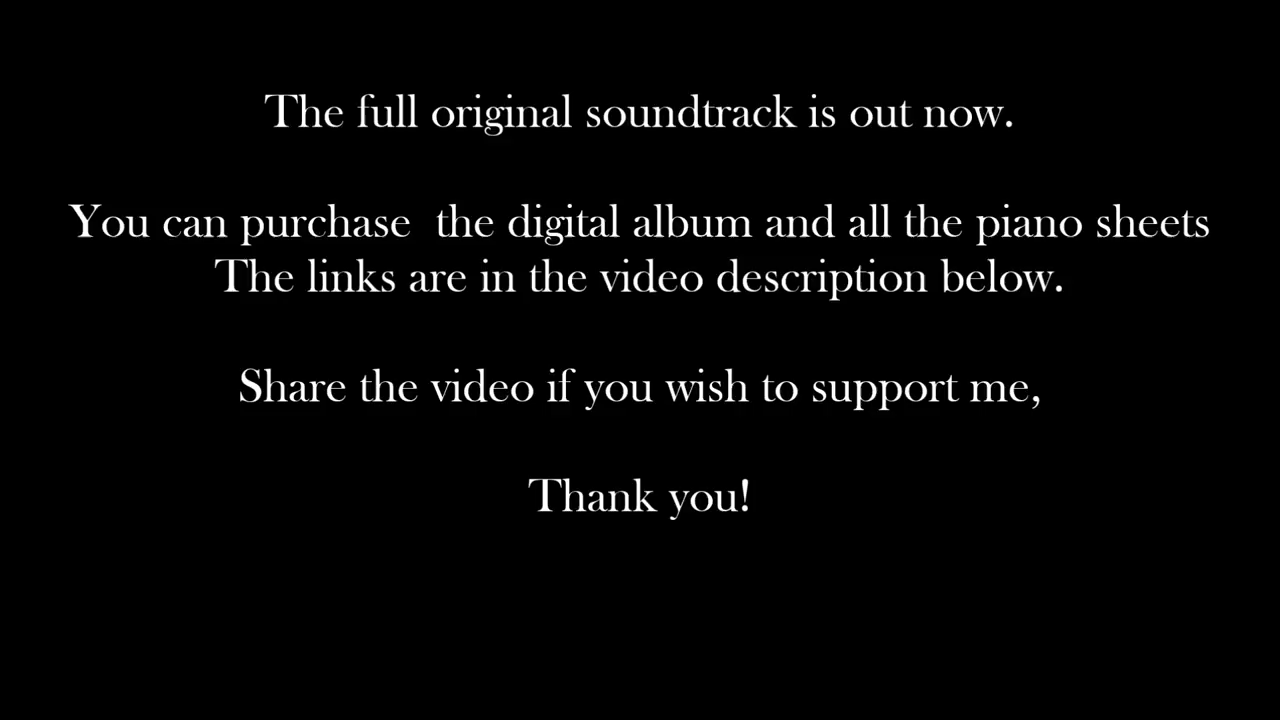 The full original soundtrack is out now.
You can purchase  the digital album and all the piano sheets
The links are in the video description below.
Share the video if you wish to support me,
Thank you!